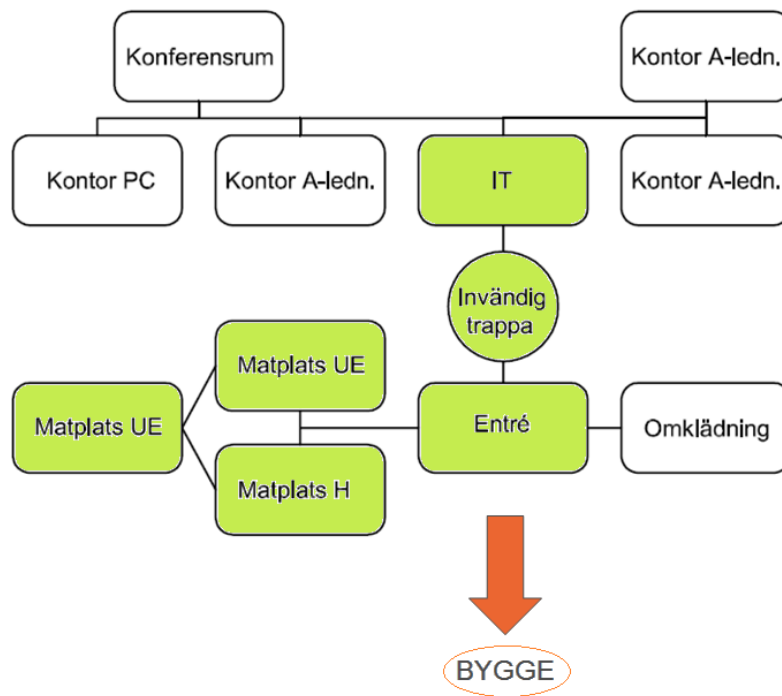 Konferensrum
Kontor A-ledn.
Kontor PC
Kontor A-ledn.
IT
Kontor A-ledn.
Invändig
trappa
Matplats UE
Matplats UE
Entré
Omklädning
Matplats H
BYGGE